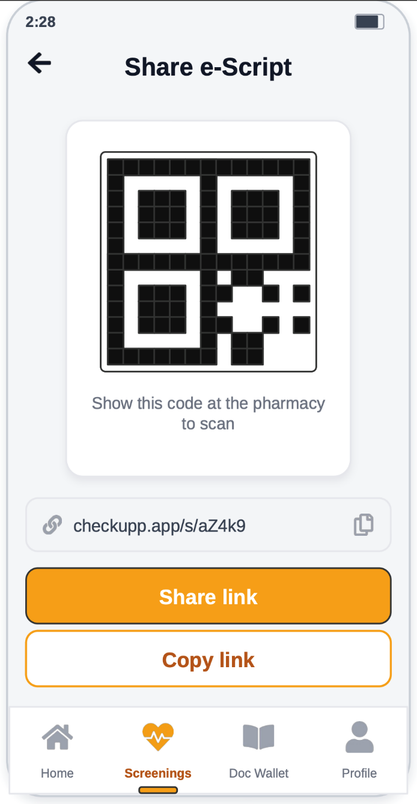 2:28
Share e-Script
Show this code at the pharmacy
to scan
checkupp.app/s/aZ4k9
Share link
Copy link
Home
Screenings
Doc Wallet
Profile